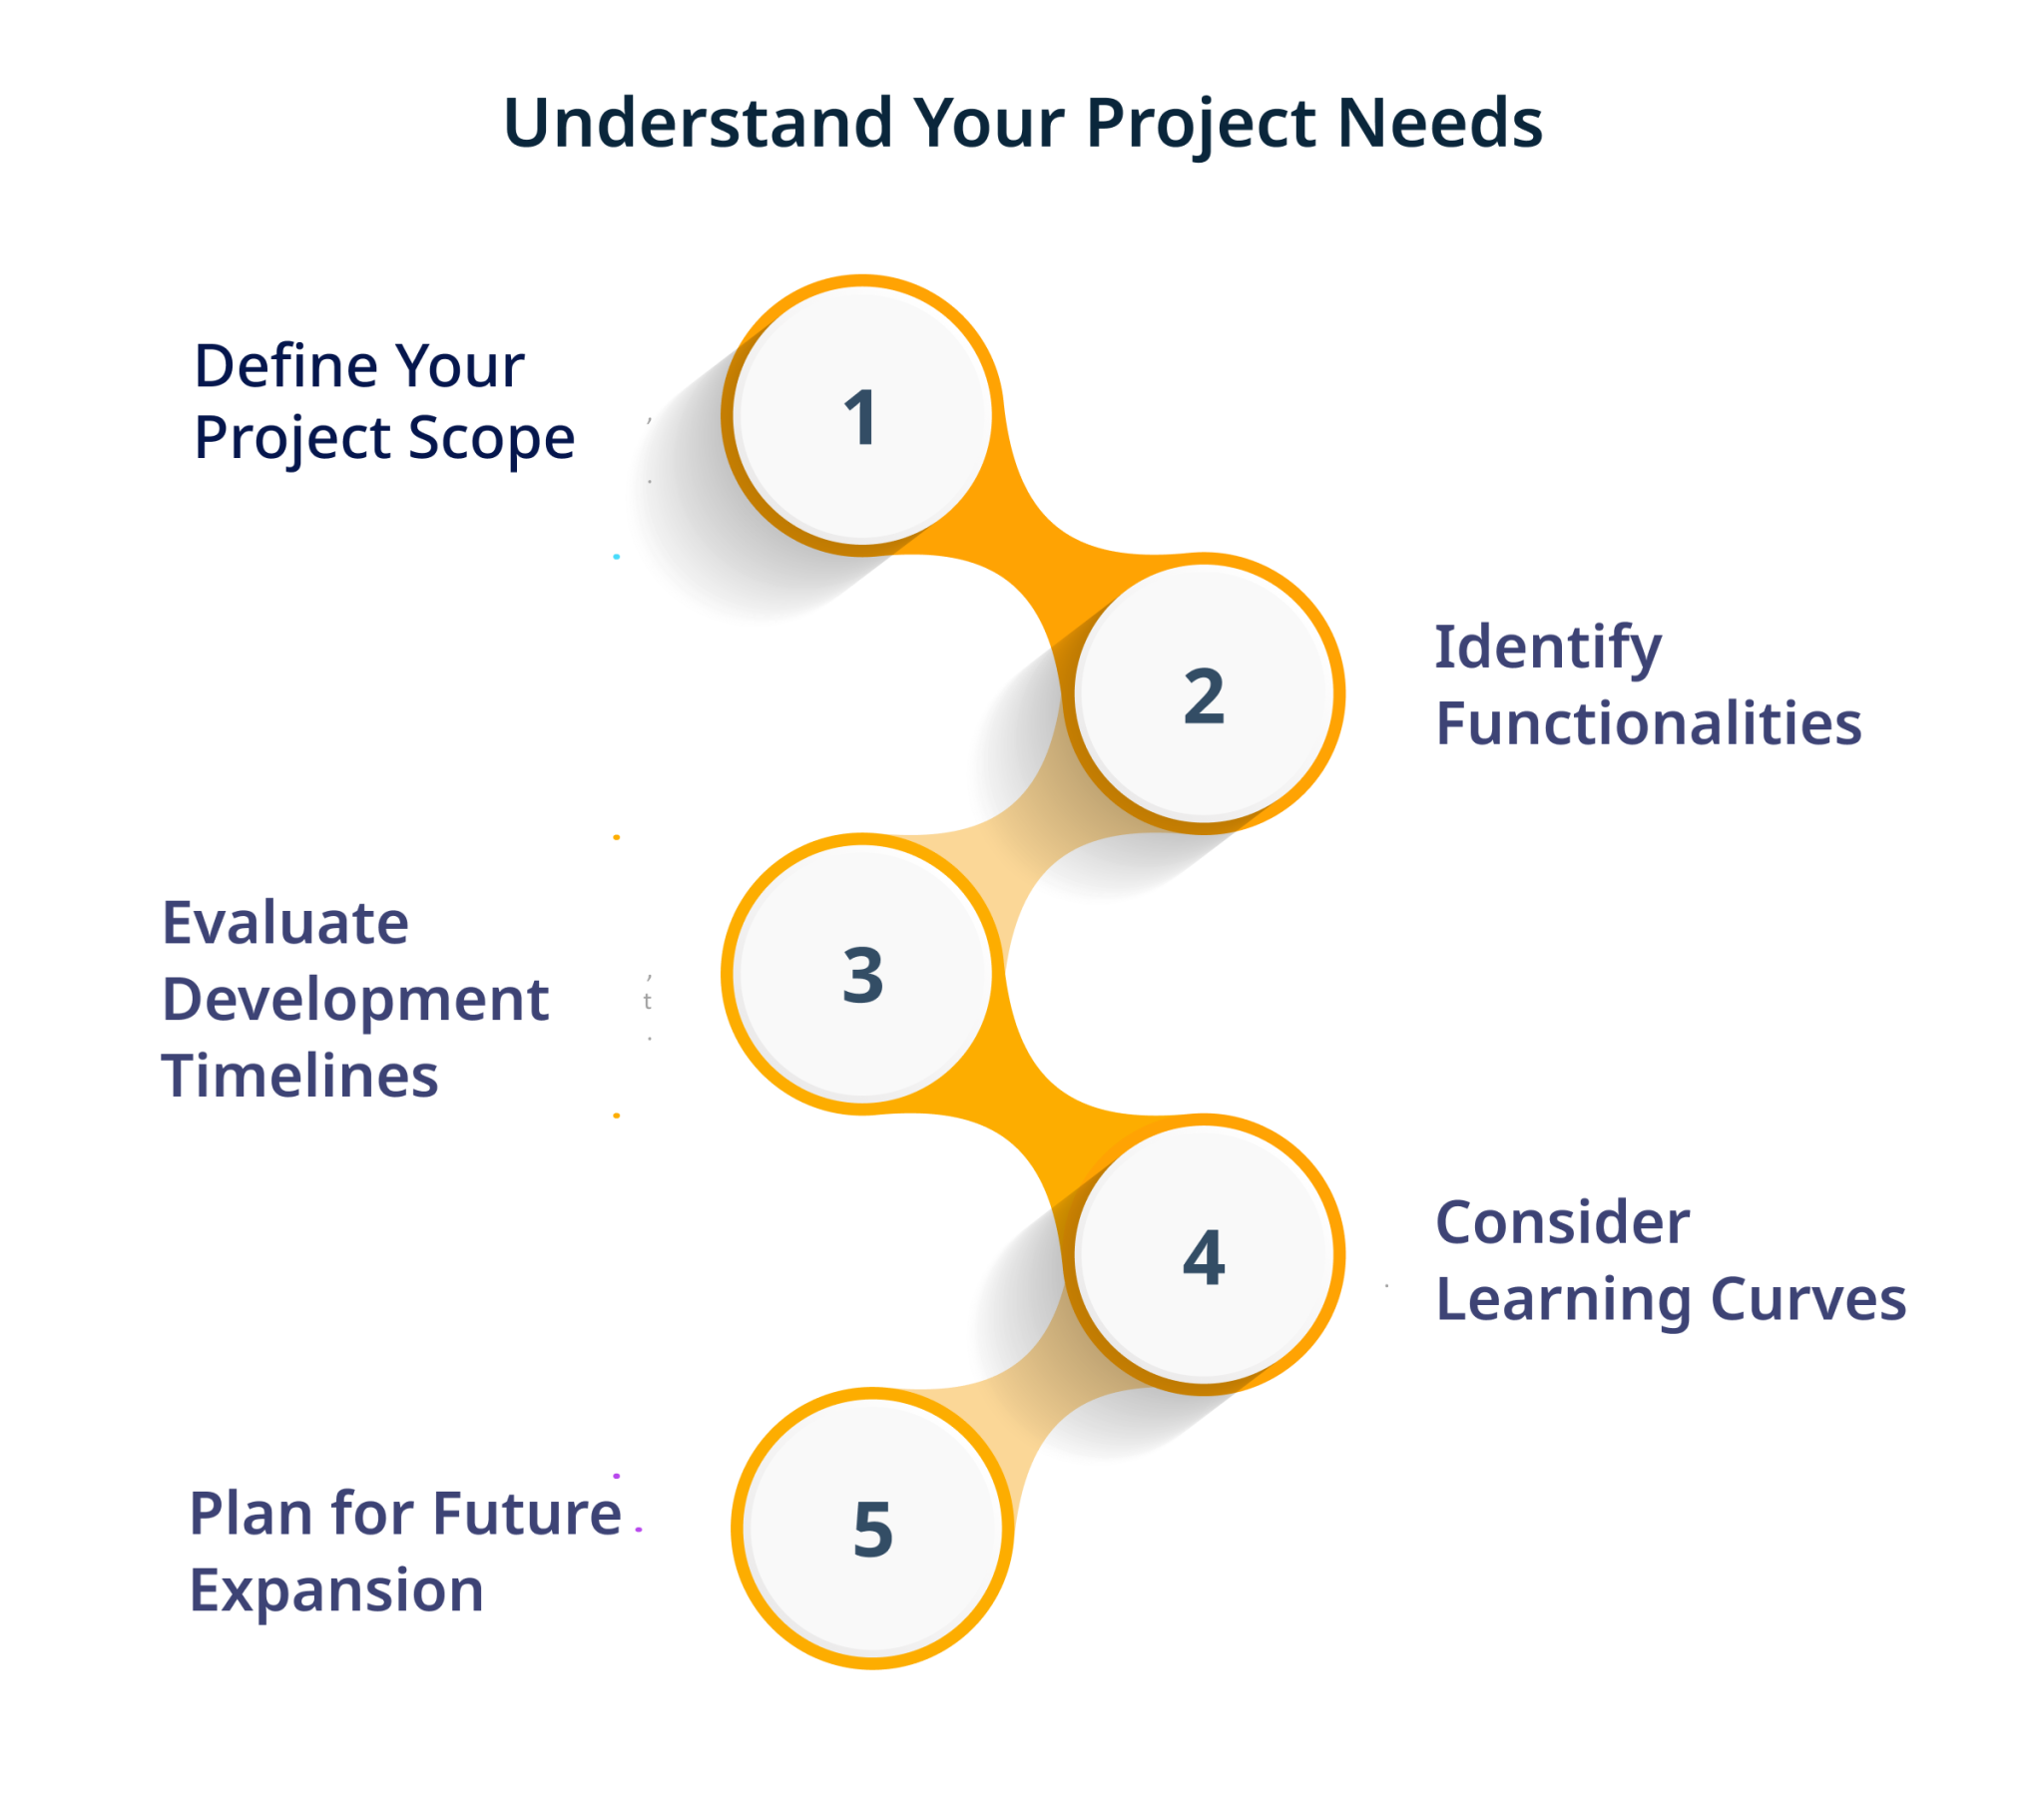 Understand Your Project Needs
Define Your
Project Scope
,
.
1
2
Identify
Functionalities
Evaluate
Development
Timelines
,
t
.
3
4
Consider
Learning Curves
.
Plan for Future
Expansion
5